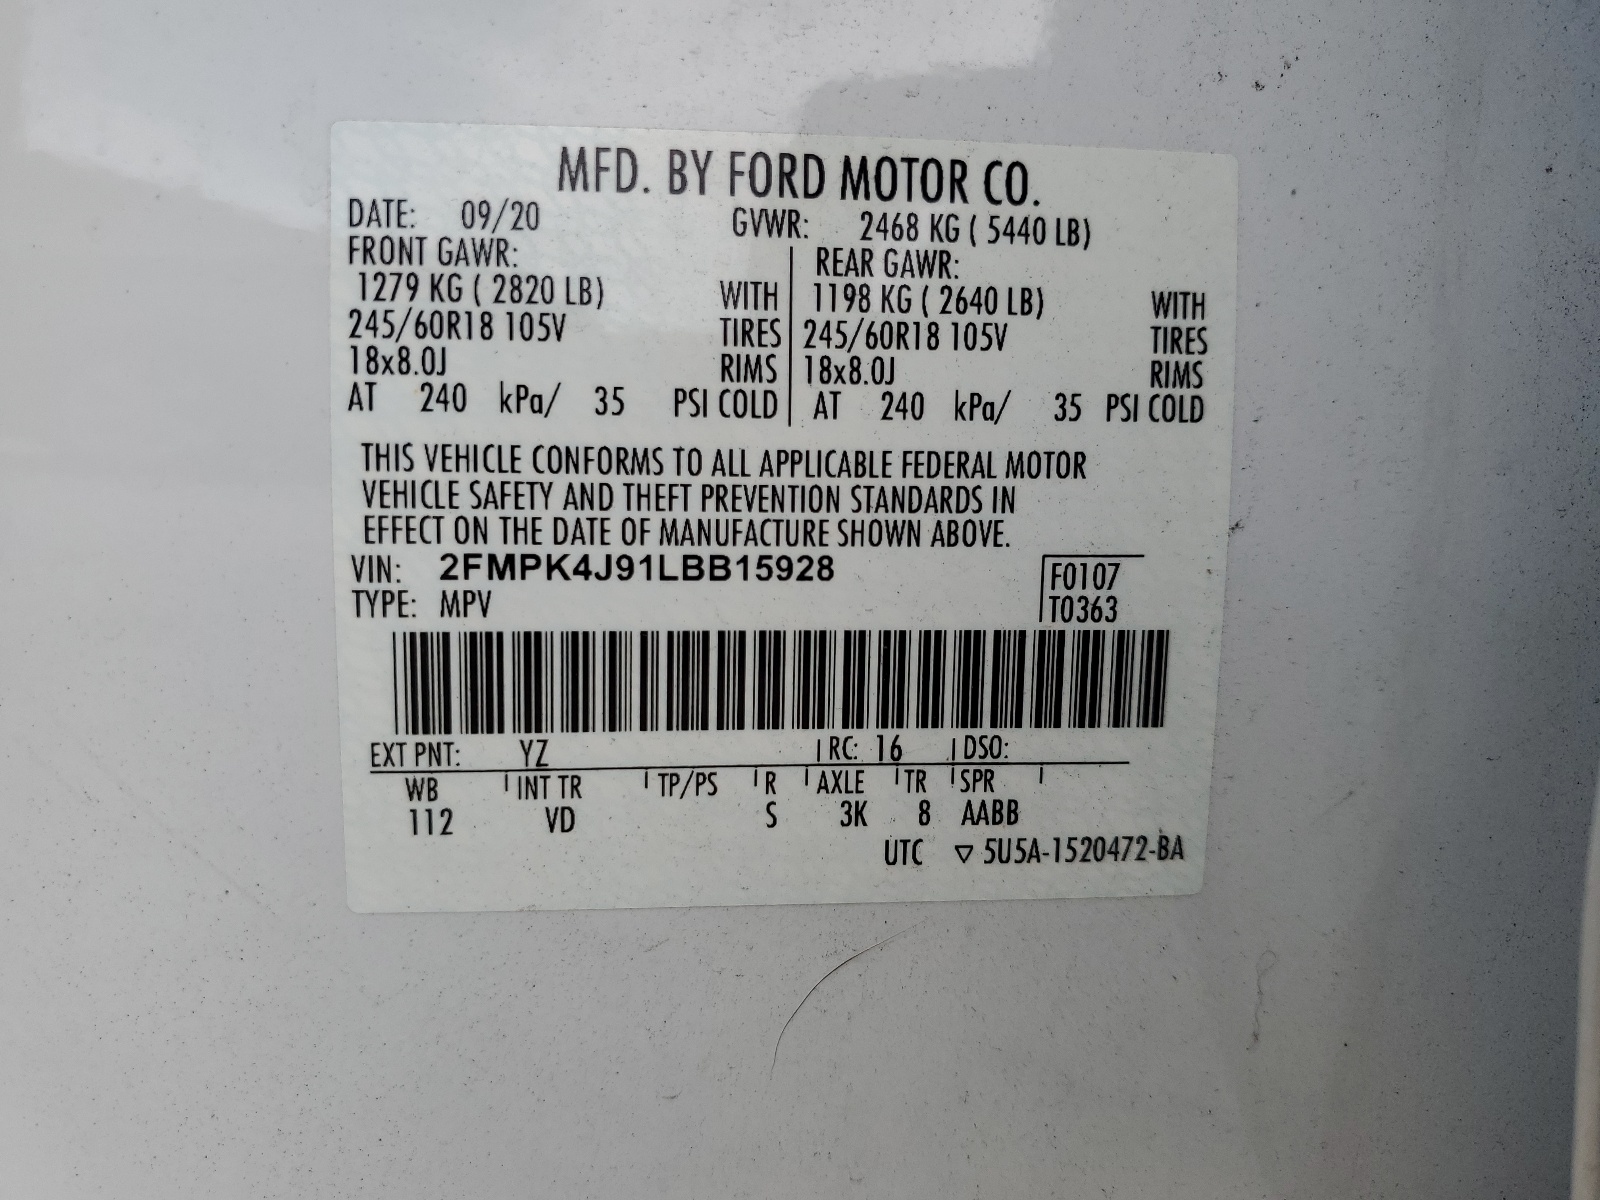 MFD. BY FORD MOTOR CO.
DATE: 09/20 GVWR: 2468 KG ( 5440 LB)
FRONT GAWR: REAR GAWR:
1279 KG ( 2820 LB) WITH 1198 KG ( 2640 LB) WITH
245/60R18 105V TIRES 245/60R18 105V TIRES
18x8.0J RIMS 18x8.0J RIMS
AT 240 kPa/ 35 PSI COLD AT 240 kPa/ 35 PSI COLD
THIS VEHICLE CONFORMS TO ALL APPLICABLE FEDERAL MOTOR
VEHICLE SAFETY AND THEFT PREVENTION STANDARDS IN
EFFECT ON THE DATE OF MANUFACTURE SHOWN ABOVE.
VIN: 2FMPK4J91LBB15928 F0107
TYPE: MPV T0363
EXT PNT: YZ RC: 16 DSO:
WB INT TR TP/PS R AXLE TR SPR
112 VD S 3K 8 AABB
UTC ▽ 5U5A-1520472-BA